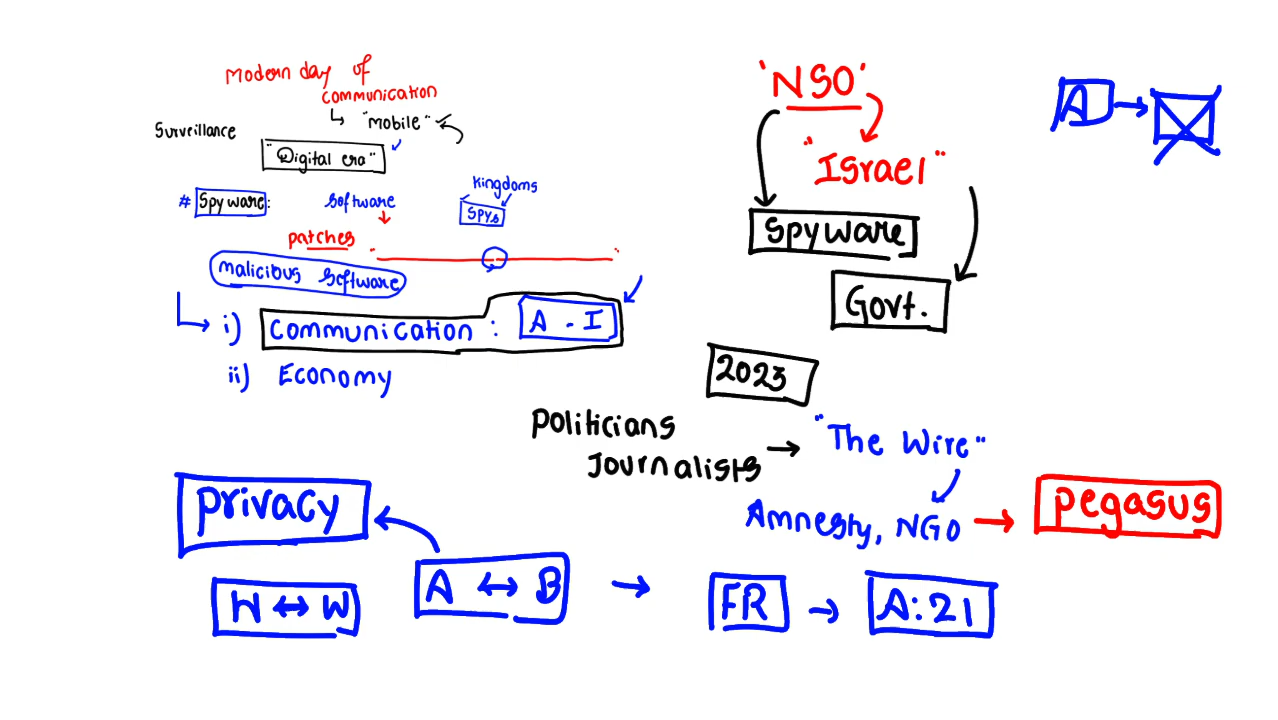 Modern day of
communication
"Mobile"
Surveillance
"Digital era"
# Spyware:
software
Kingdoms
Spys
patches
" "
malicious software
i) Communication : A - I
ii) Economy
'NSO'
"Israel"
Spyware
Govt.
A
2023
Politicians
Journalists → "The Wire"
Amnesty, NGO → pegasus
privacy
H ↔ W
A ↔ B → FR → A:21